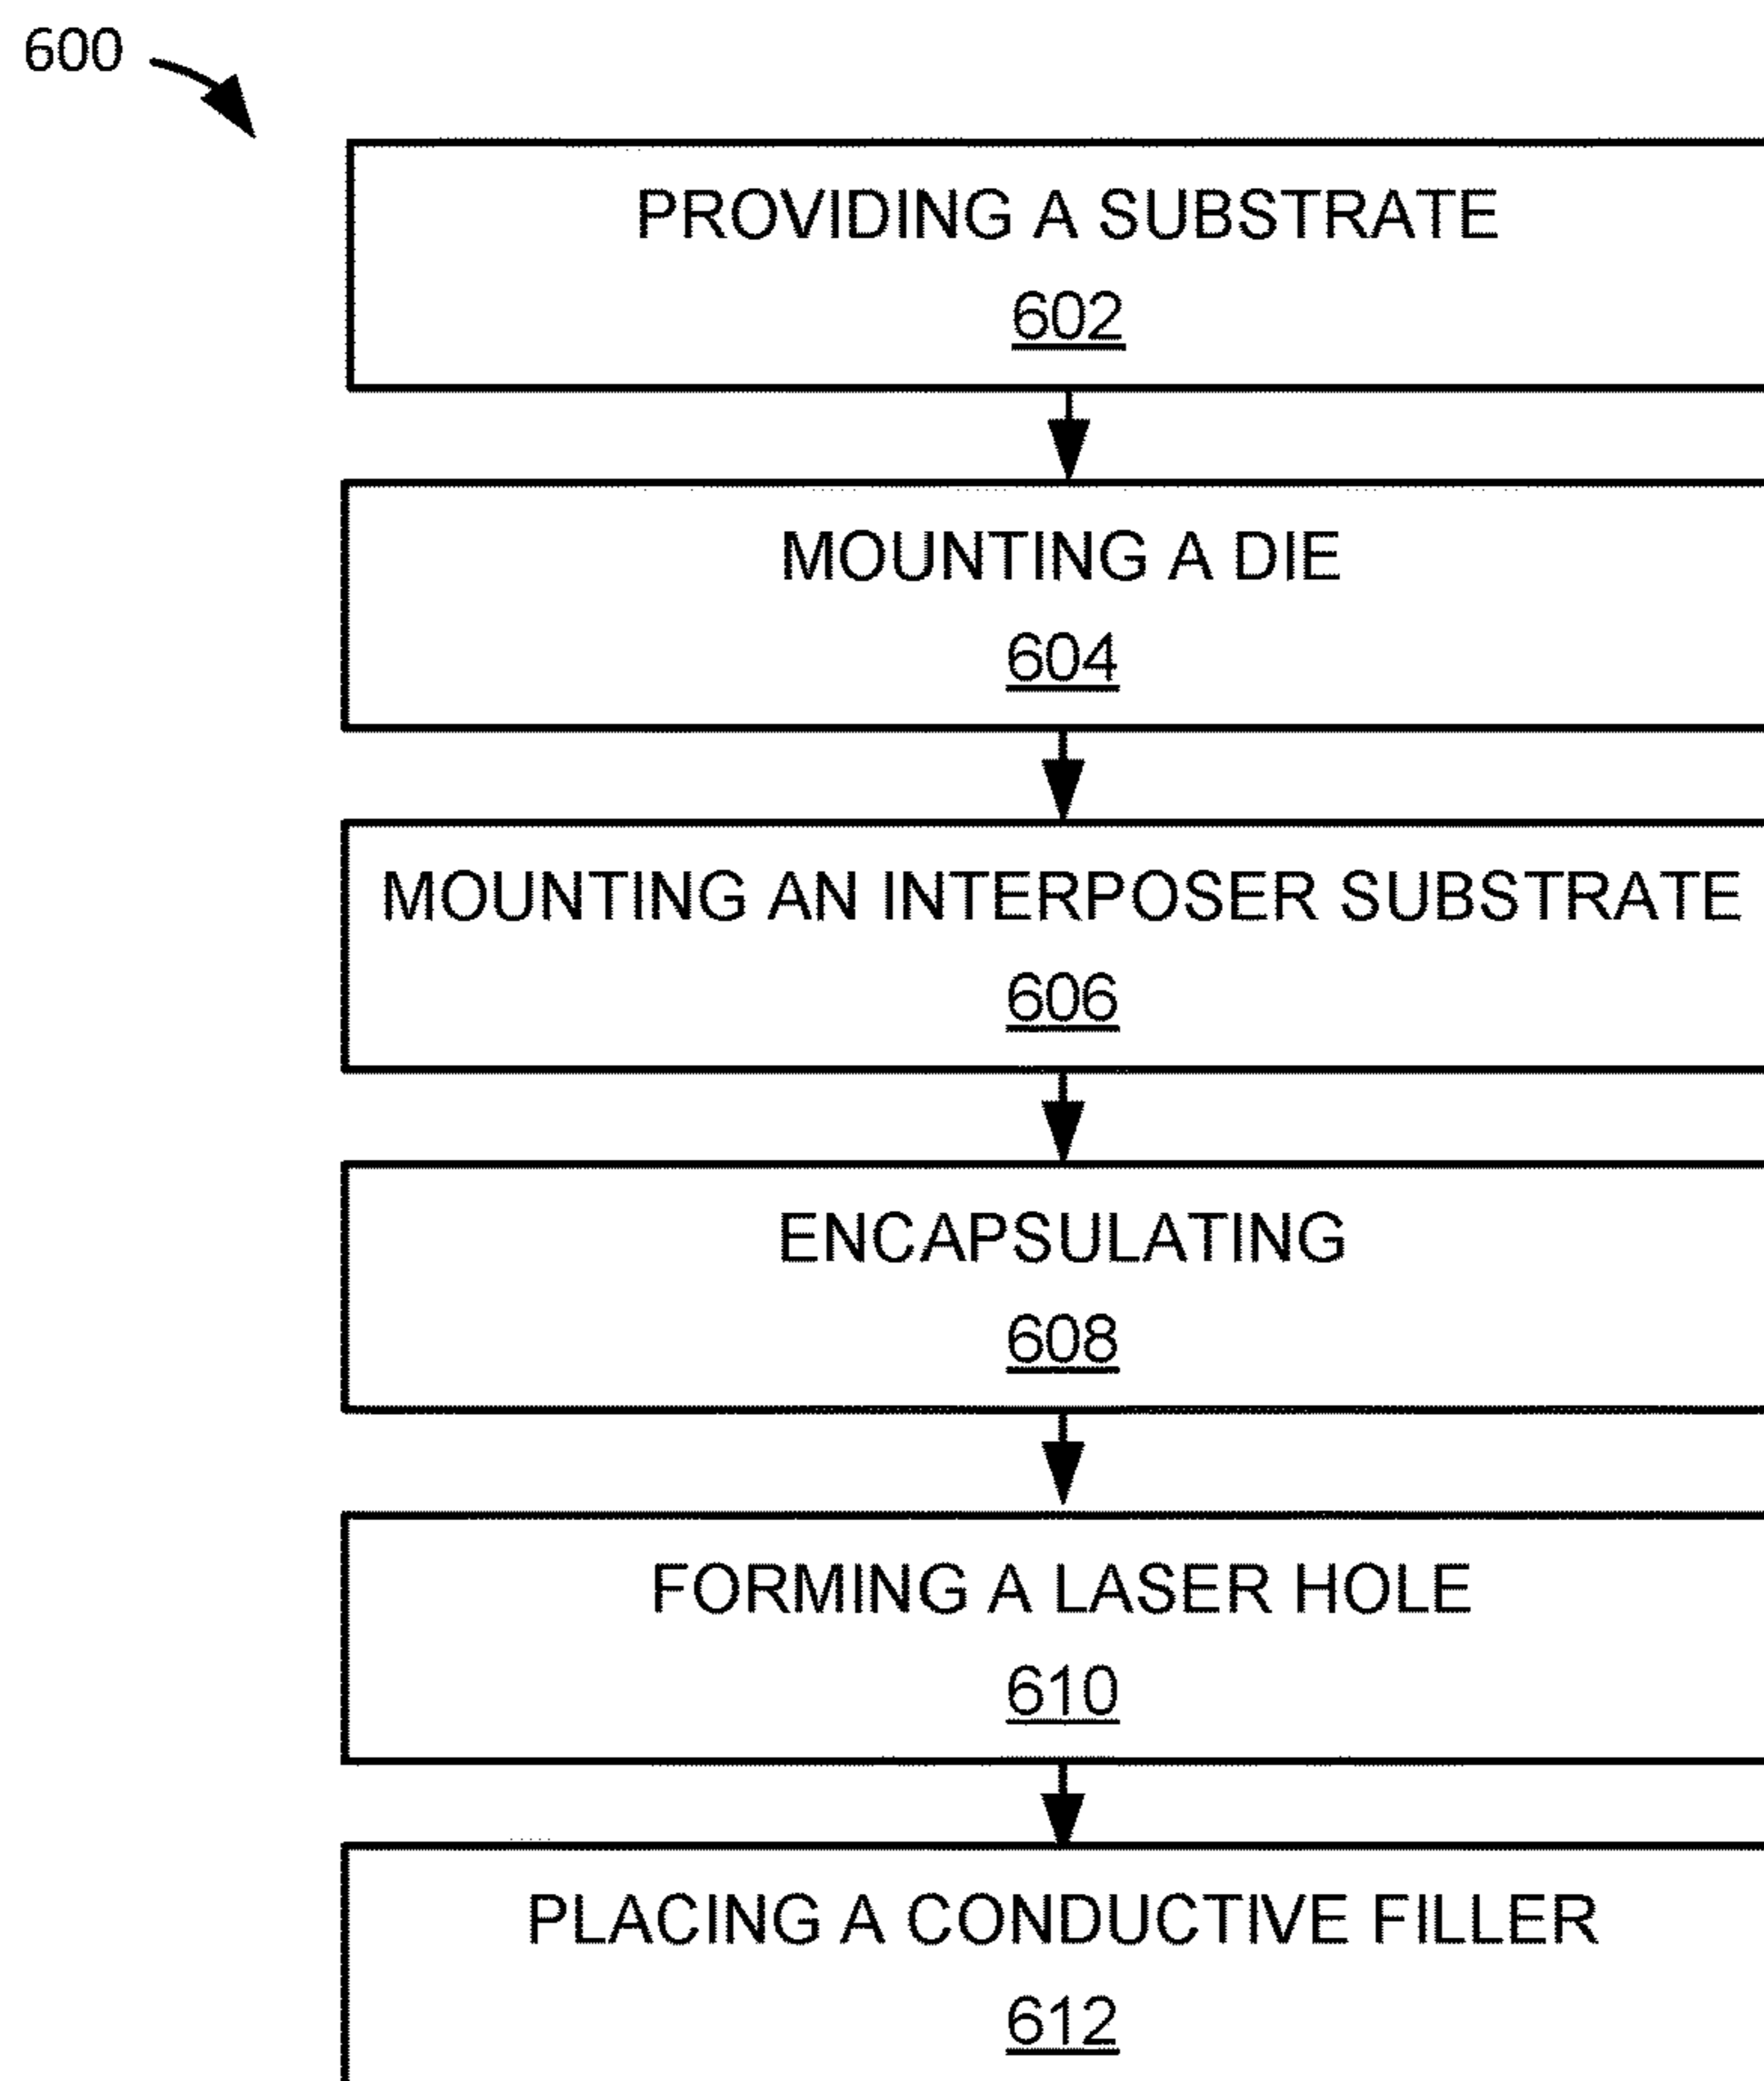 600
PROVIDING A SUBSTRATE
602
MOUNTING A DIE
604
MOUNTING AN INTERPOSER SUBSTRATE
606
ENCAPSULATING
608
FORMING A LASER HOLE
610
PLACING A CONDUCTIVE FILLER
612